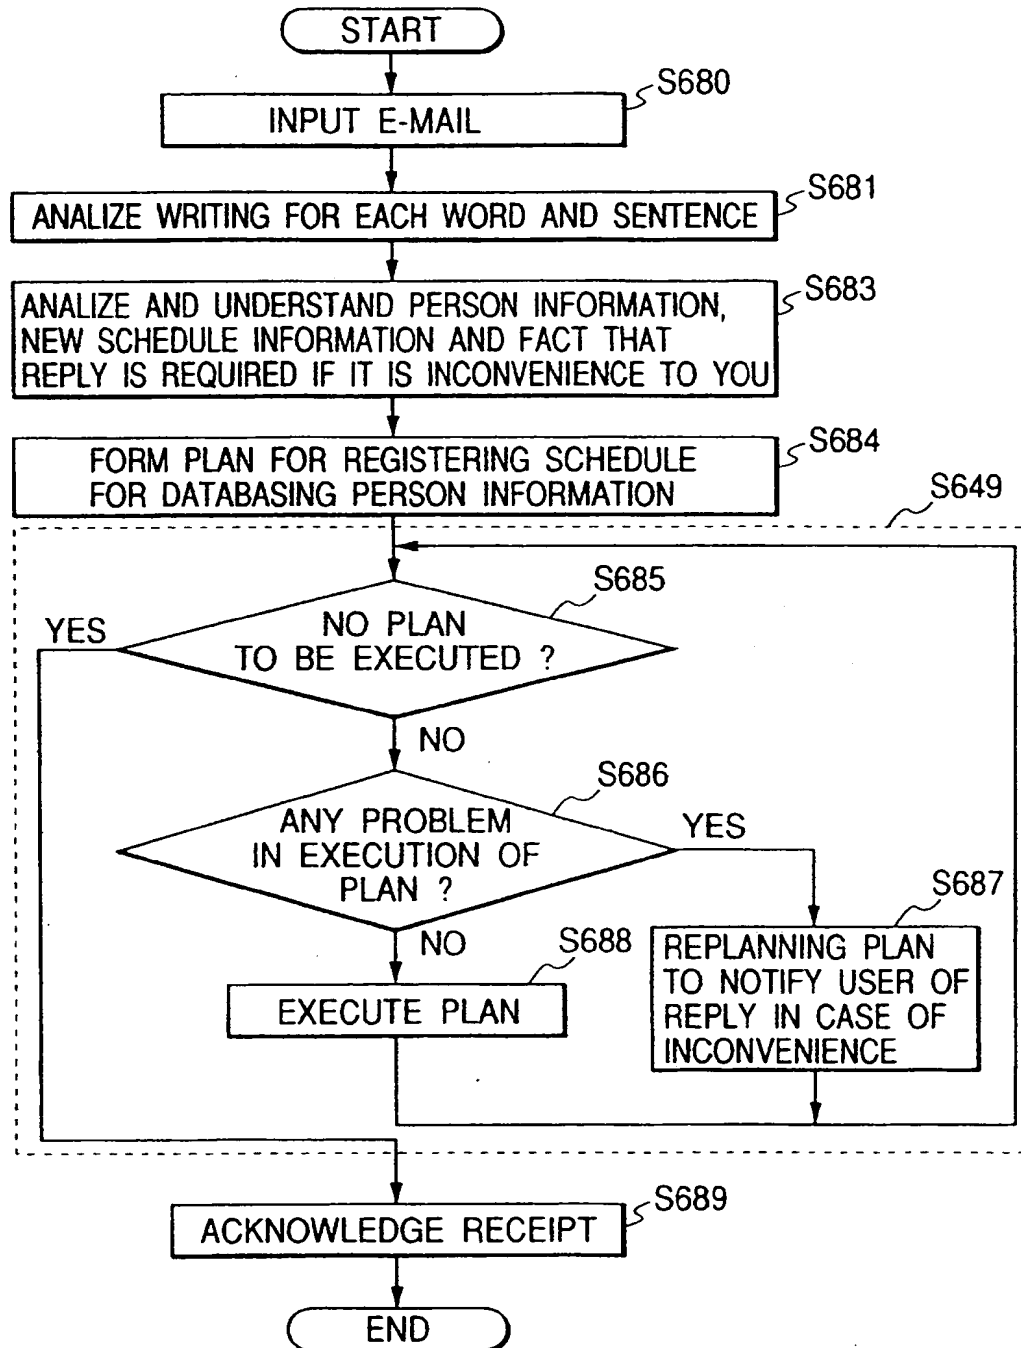 START
S680
INPUT E-MAIL
S681
ANALIZE WRITING FOR EACH WORD AND SENTENCE
S683
ANALIZE AND UNDERSTAND PERSON INFORMATION,
NEW SCHEDULE INFORMATION AND FACT THAT
REPLY IS REQUIRED IF IT IS INCONVENIENCE TO YOU
S684
FORM PLAN FOR REGISTERING SCHEDULE
FOR DATABASING PERSON INFORMATION
S649
S685
YES
NO PLAN
TO BE EXECUTED ?
NO
S686
ANY PROBLEM
IN EXECUTION OF
PLAN ?
YES
NO
S687
REPLANNING PLAN
TO NOTIFY USER OF
REPLY IN CASE OF
INCONVENIENCE
S688
EXECUTE PLAN
S689
ACKNOWLEDGE RECEIPT
END